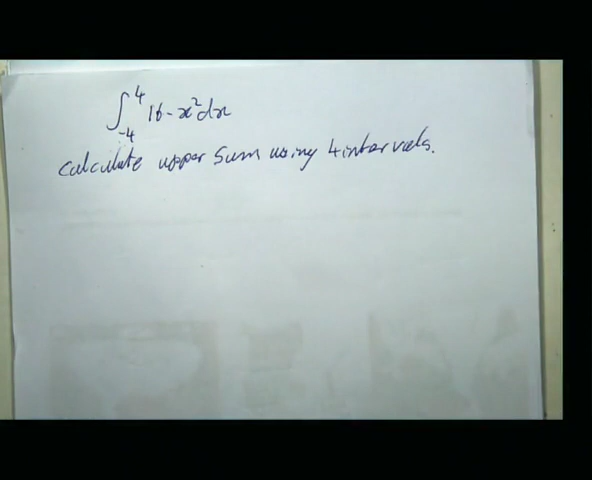 ∫_{-4}^{4} 16 - x² dx
calculate upper sum using 4 intervals.